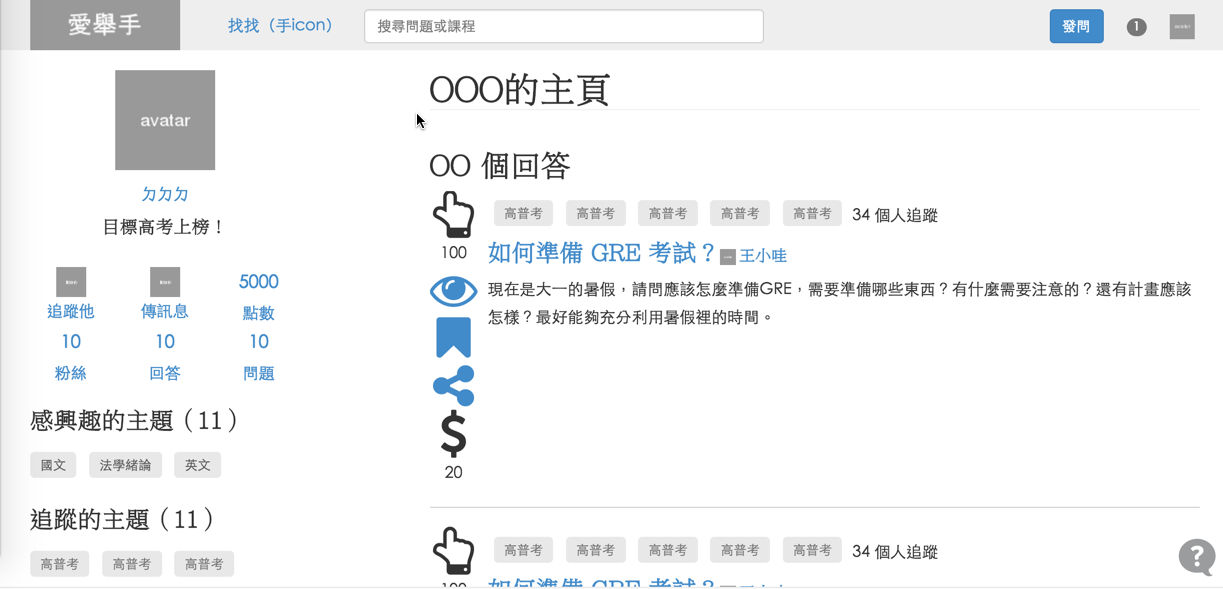 愛舉手
找找（手icon）
搜尋問題或課程
發問
1
avatar
ㄉㄉㄉ
目標高考上榜！
追蹤他 傳訊息 5000 點數
10 粉絲 10 回答 10 問題
感興趣的主題（11）
國文 法學緒論 英文
追蹤的主題（11）
高普考 高普考 高普考
OOO的主頁
OO 個回答
高普考 高普考 高普考 高普考 高普考 34 個人追蹤
100
如何準備 GRE 考試？ 王小哇
現在是大一的暑假，請問應該怎麼準備GRE，需要準備哪些東西？有什麼需要注意的？還有計畫應該
怎樣？最好能夠充分利用暑假裡的時間。
$
20
高普考 高普考 高普考 高普考 高普考 34 個人追蹤
100
如何準備 GRE 考試？
?